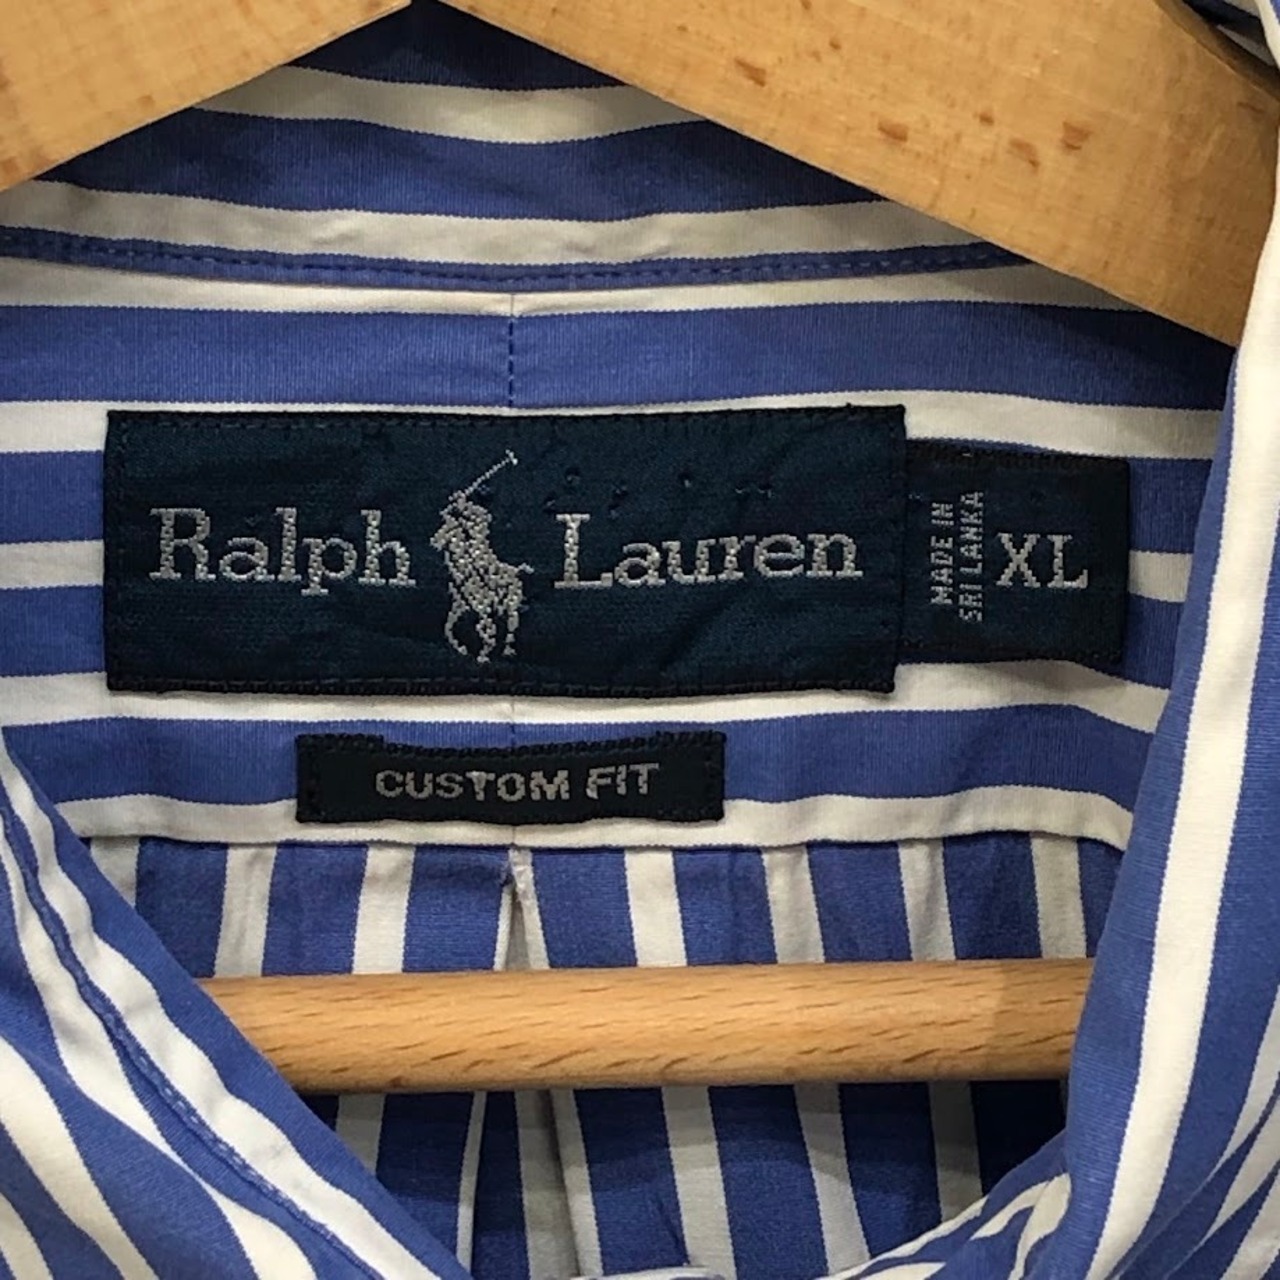 Ralph Lauren
MADE IN
SRI LANKA
XL
CUSTOM FIT